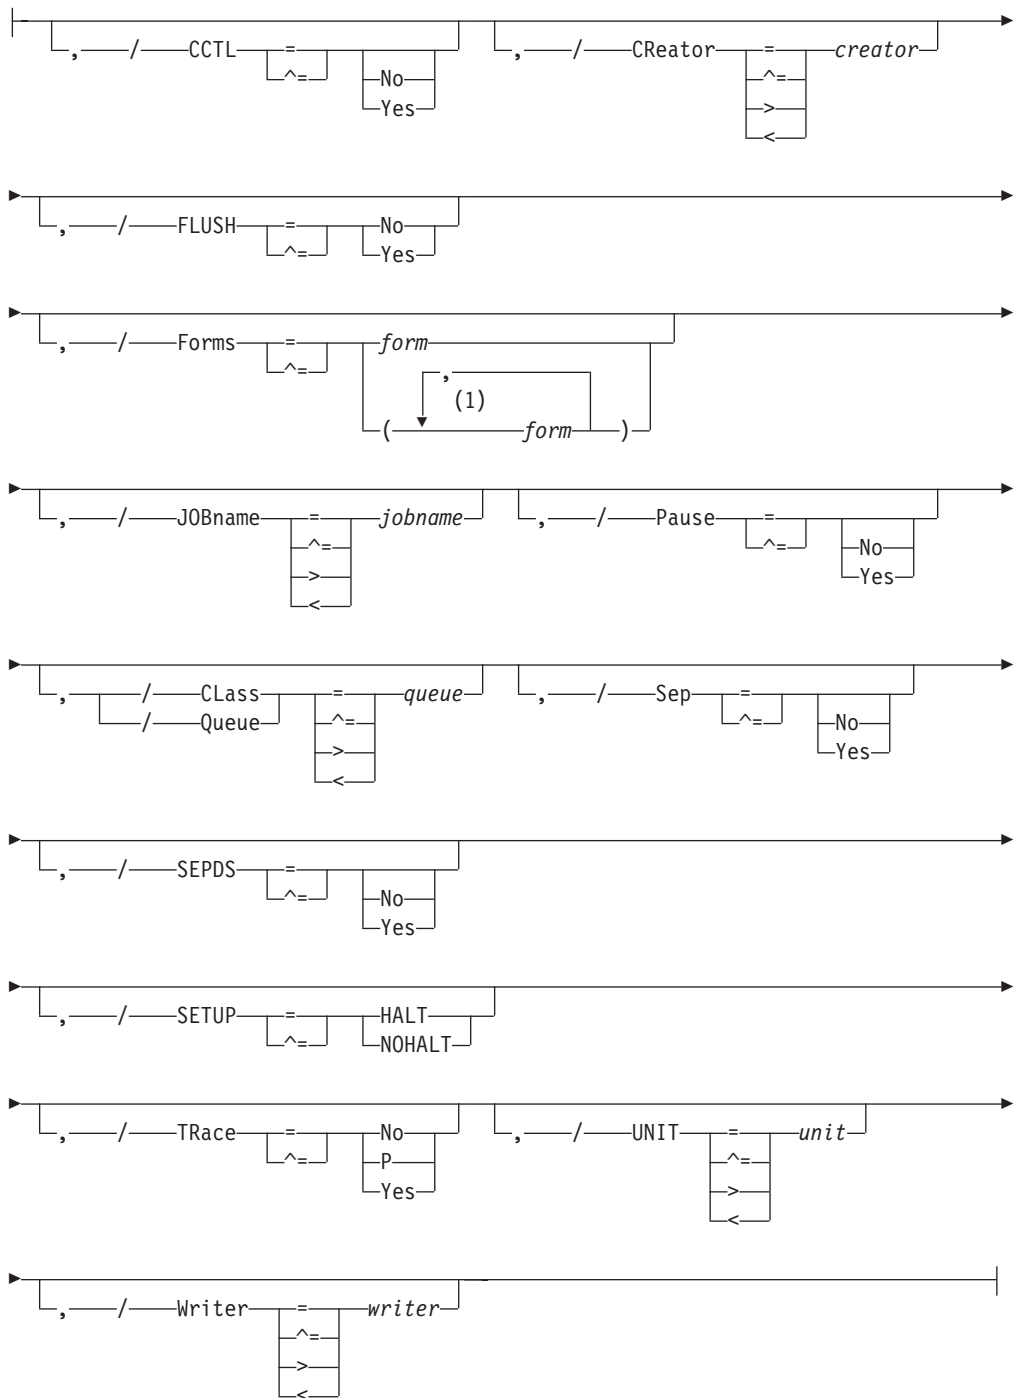 , / CCTL = , / CReator = creator
^= No ^=
Yes >
<
, / FLUSH = No
^= Yes
, / Forms = form
^= ,
(1)
( form )
, / JOBname = jobname , / Pause =
^= ^= No
> Yes
<
, / CLass = queue , / Sep =
/ Queue ^= ^= No
> Yes
<
, / SEPDS =
^= No
Yes
, / SETUP = HALT
^= NOHALT
, / TRace = No , / UNIT = unit
^= P ^=
Yes >
<
, / Writer = writer
^=
>
<